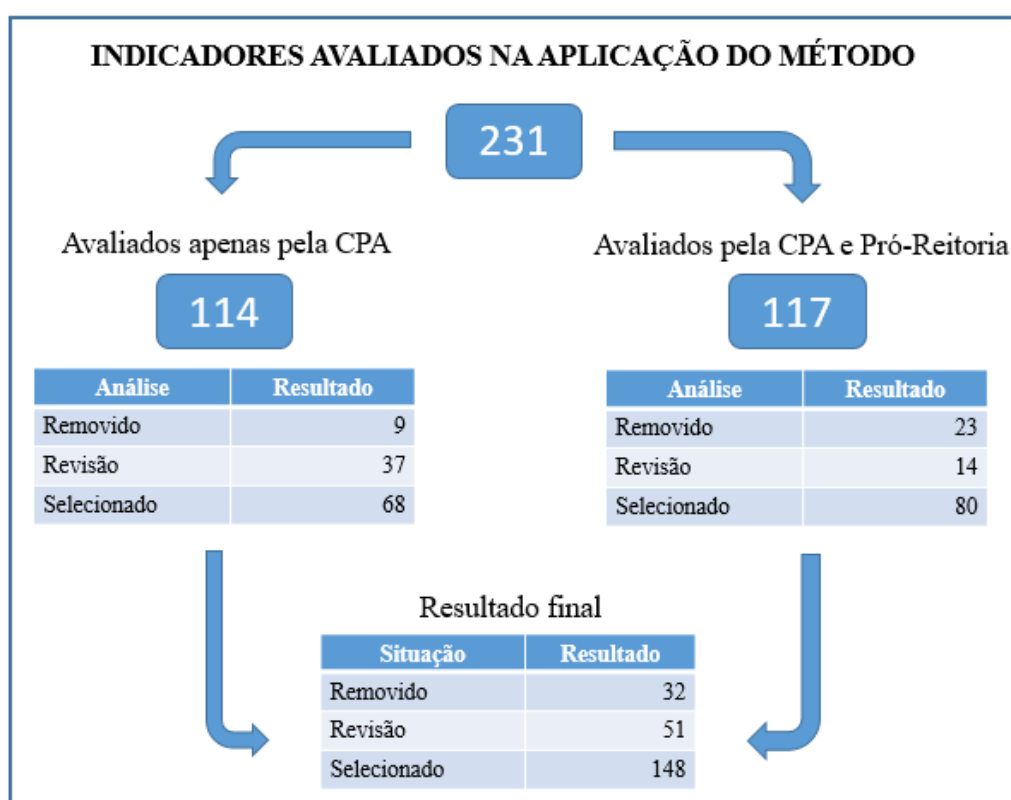 INDICADORES AVALIADOS NA APLICAÇÃO DO MÉTODO
231
Avaliados apenas pela CPA
114
Análise Resultado
Removido 9
Revisão 37
Selecionado 68
Avaliados pela CPA e Pró-Reitoria
117
Análise Resultado
Removido 23
Revisão 14
Selecionado 80
Resultado final
Situação Resultado
Removido 32
Revisão 51
Selecionado 148